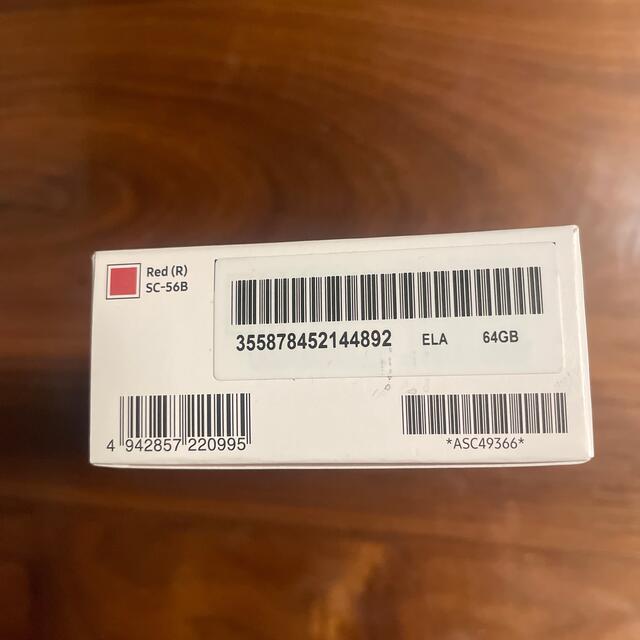 Red (R)
SC-56B
355878452144892 ELA 64GB
4 942857 220995
*ASC49366*